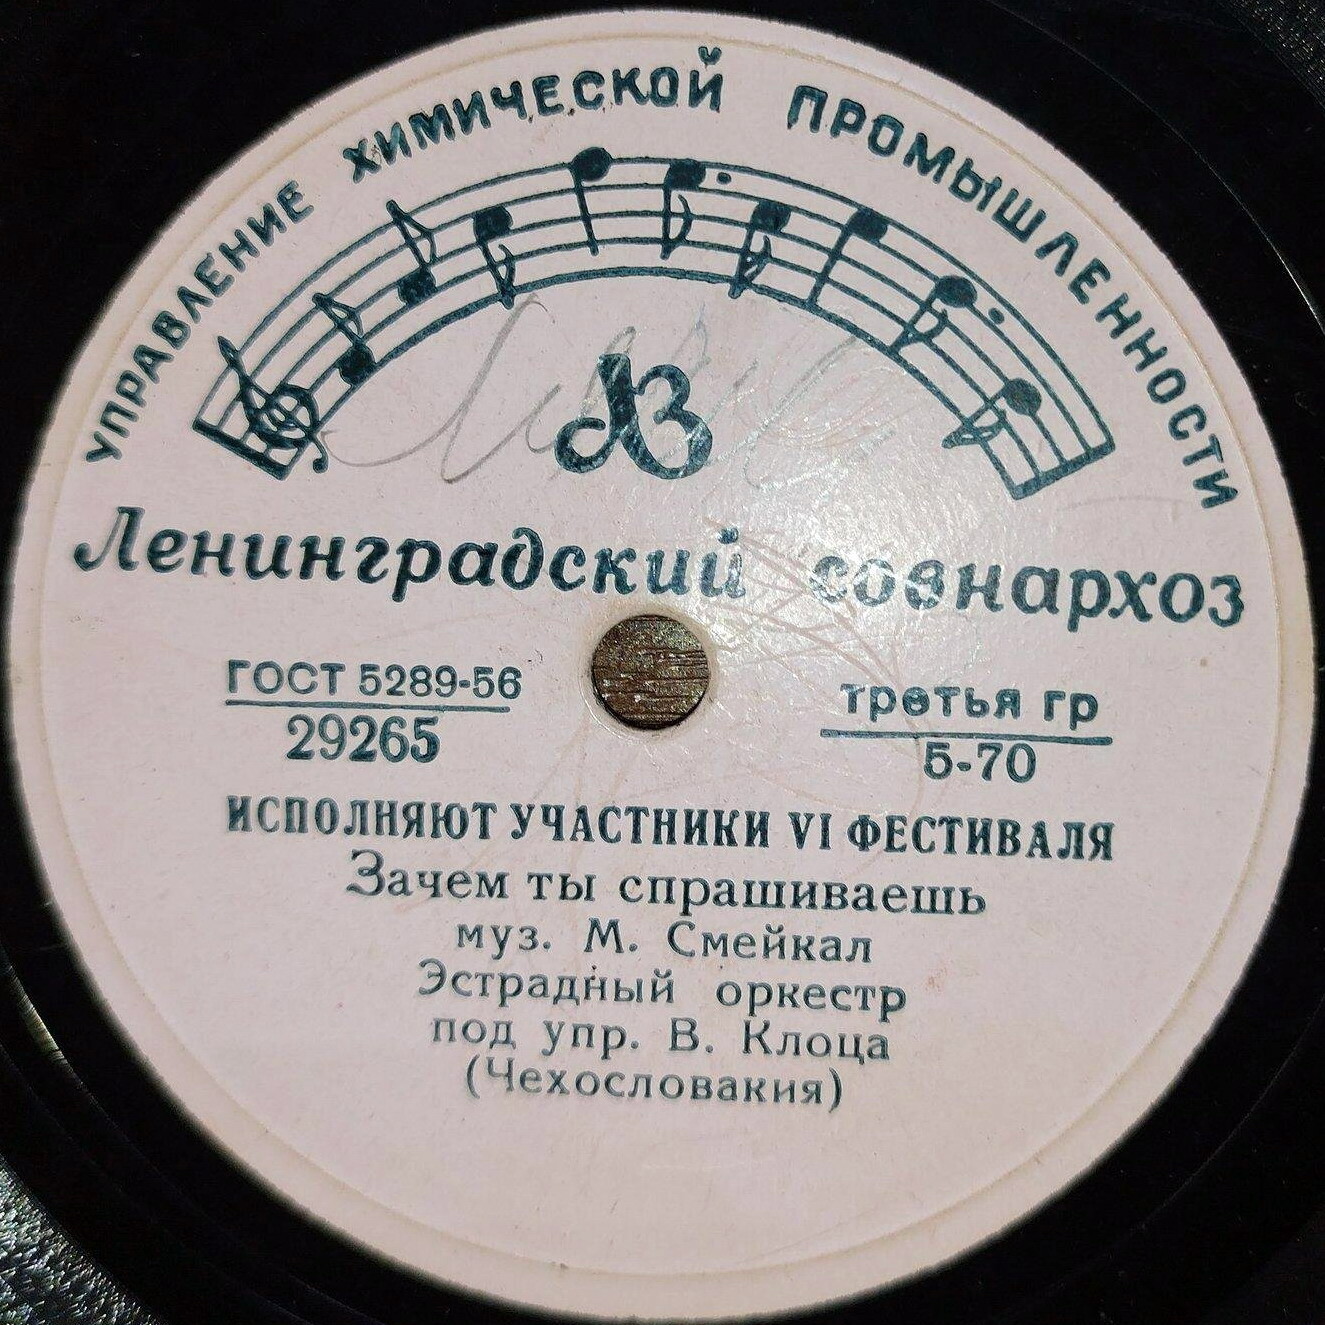 УПРАВЛЕНИЕ ХИМИЧЕСКОЙ ПРОМЫШЛЕННОСТИ
Ленинградский совнархоз
ГОСТ 5289-56
29265
третья гр
5-70
ИСПОЛНЯЮТ УЧАСТНИКИ VI ФЕСТИВАЛЯ
Зачем ты спрашиваешь
муз. М. Смейкал
Эстрадный оркестр
под упр. В. Клоца
(Чехословакия)